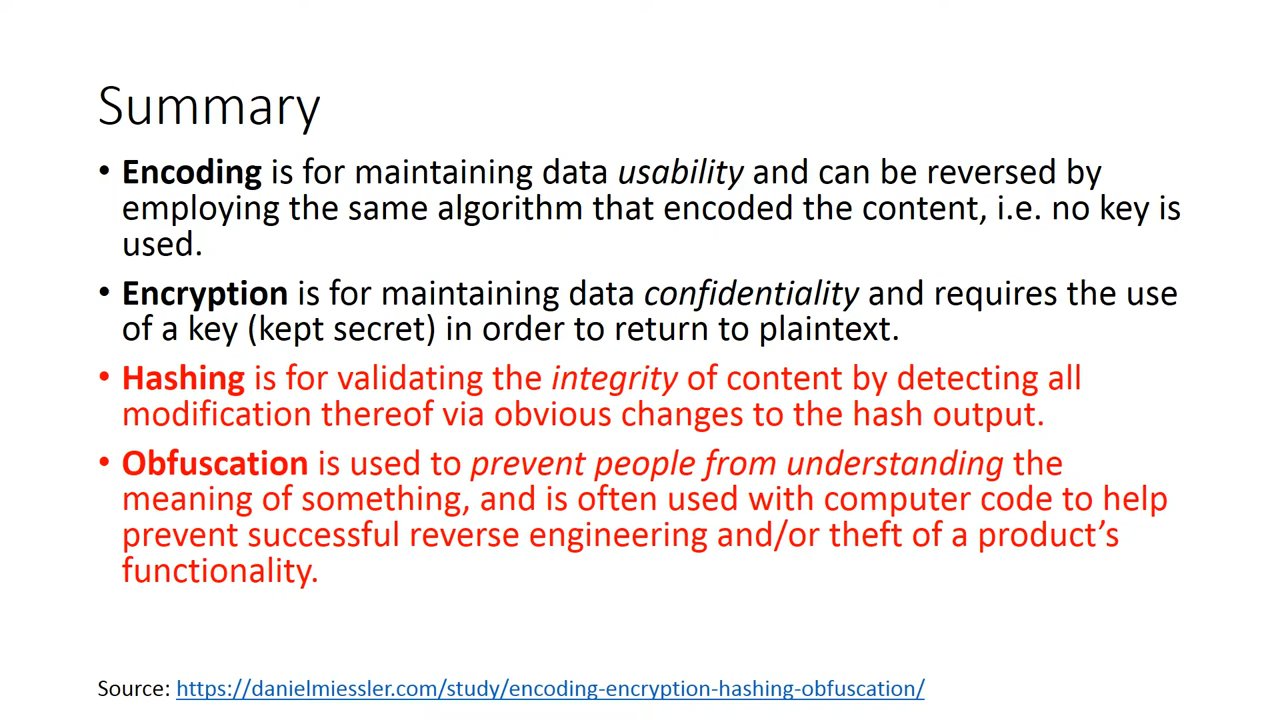 Summary
• Encoding is for maintaining data usability and can be reversed by
employing the same algorithm that encoded the content, i.e. no key is
used.
• Encryption is for maintaining data confidentiality and requires the use
of a key (kept secret) in order to return to plaintext.
• Hashing is for validating the integrity of content by detecting all
modification thereof via obvious changes to the hash output.
• Obfuscation is used to prevent people from understanding the
meaning of something, and is often used with computer code to help
prevent successful reverse engineering and/or theft of a product’s
functionality.
Source: https://danielmiessler.com/study/encoding-encryption-hashing-obfuscation/